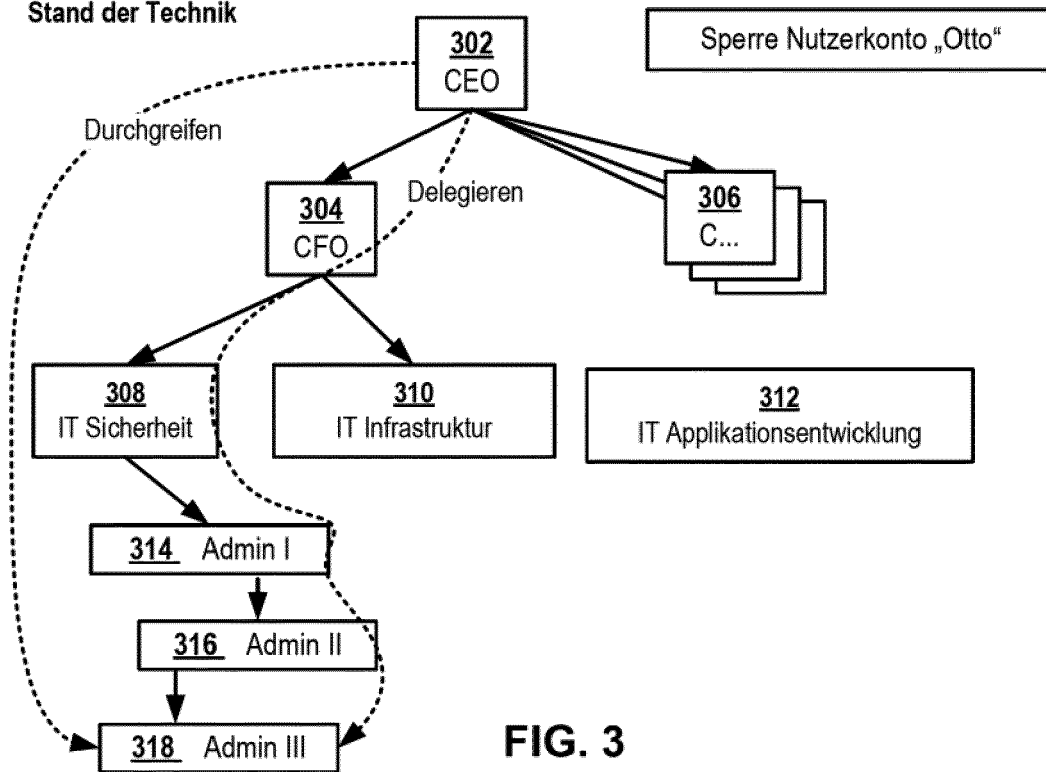 Stand der Technik
302
CEO
Sperre Nutzerkonto „Otto“
Durchgreifen
304
CFO
Delegieren
306
C...
308
IT Sicherheit
310
IT Infrastruktur
312
IT Applikationsentwicklung
314 Admin I
316 Admin II
318 Admin III
FIG. 3